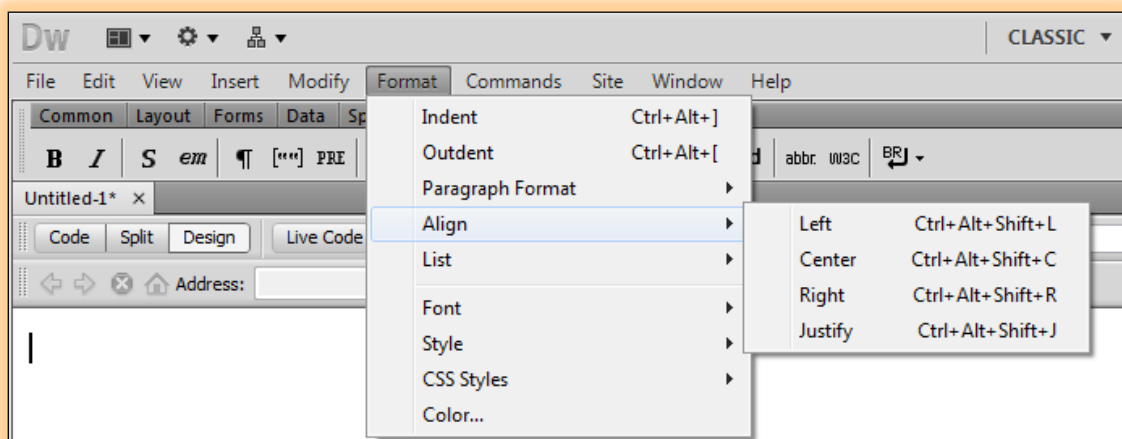 Dw CLASSIC
File Edit View Insert Modify Format Commands Site Window Help
Common Layout Forms Data Sp
B I S em ¶ [""] PRE d abbr. W3C BR
Untitled-1* ×
Code Split Design Live Code
Address:
Indent Ctrl+Alt+]
Outdent Ctrl+Alt+[
Paragraph Format
Align
List
Font
Style
CSS Styles
Color...
Left Ctrl+Alt+Shift+L
Center Ctrl+Alt+Shift+C
Right Ctrl+Alt+Shift+R
Justify Ctrl+Alt+Shift+J